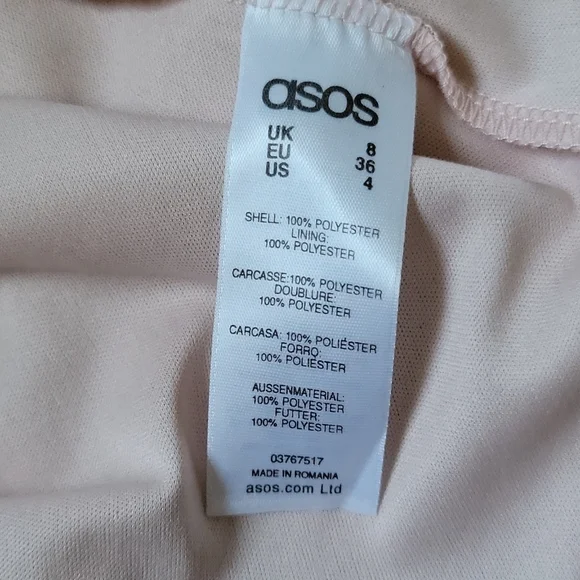 asos
UK 8
EU 36
US 4
SHELL: 100% POLYESTER
LINING:
100% POLYESTER
CARCASSE:100% POLYESTER
DOUBLURE:
100% POLYESTER
CARCASA: 100% POLIÉSTER
FORRO:
100% POLIÉSTER
AUSSENMATERIAL:
100% POLYESTER
FUTTER:
100% POLYESTER
03767517
MADE IN ROMANIA
asos.com Ltd